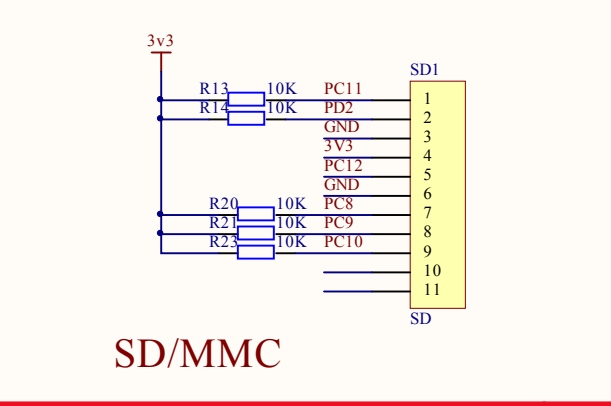 3v3
SD1
R13 10K PC11 1
R14 10K PD2 2
GND 3
3V3 4
PC12 5
GND 6
R20 10K PC8 7
R21 10K PC9 8
R23 10K PC10 9
10
11
SD
SD/MMC